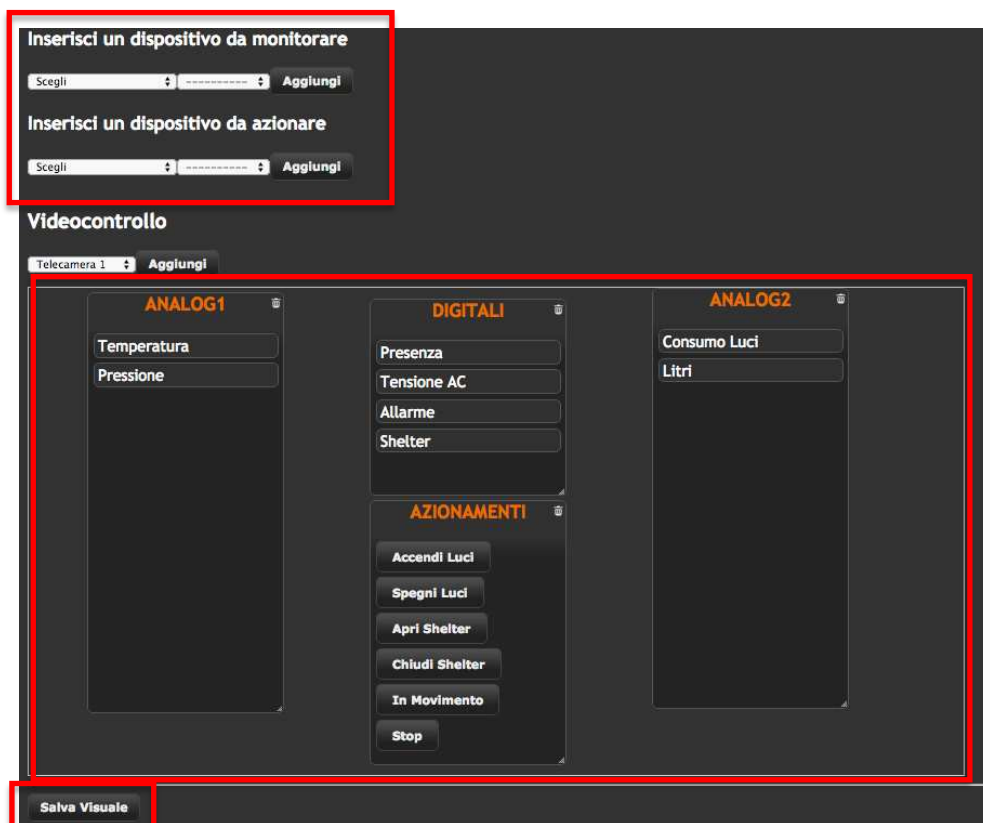 Inserisci un dispositivo da monitorare
Scegli ---------- Aggiungi
Inserisci un dispositivo da azionare
Scegli ---------- Aggiungi
Videocontrollo
Telecamera 1 Aggiungi
ANALOG1
Temperatura
Pressione
DIGITALI
Presenza
Tensione AC
Allarme
Shelter
AZIONAMENTI
Accendi Luci
Spegni Luci
Apri Shelter
Chiudi Shelter
In Movimento
Stop
ANALOG2
Consumo Luci
Litri
Salva Visuale